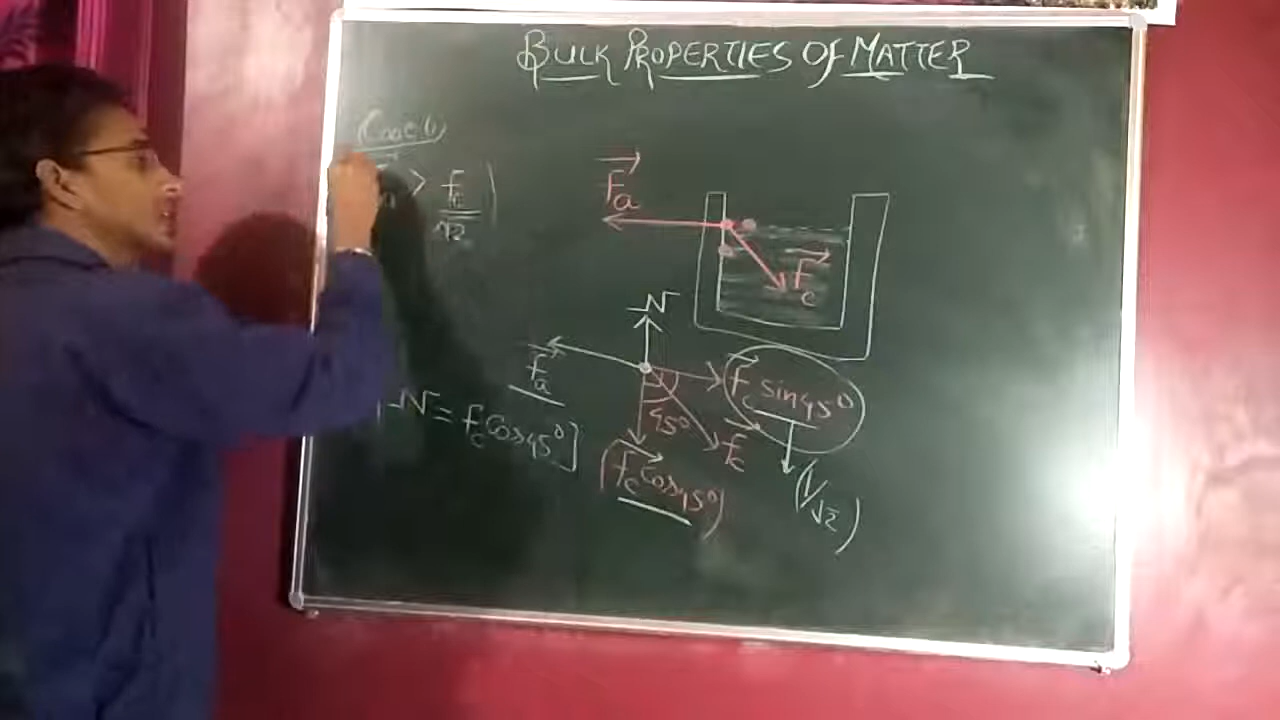 BULK PROPERTIES OF MATTER
Case (1)
> fc/√2
Fa
Fc
N
fa
fc sin45°
45°
fc
-N = fc cos45°]
(fc cos45°)
(1/√2)